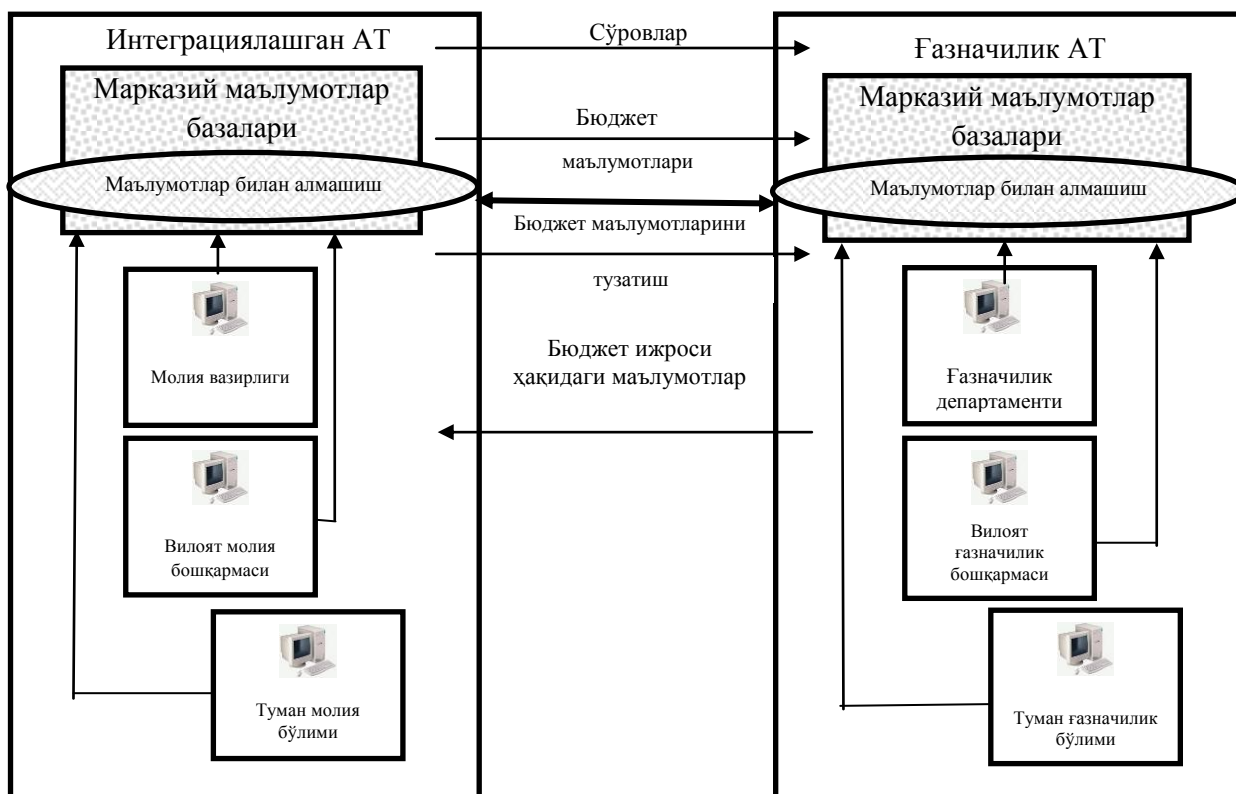 Интеграциялашган АТ
Марказий маълумотлар
базалари
Маълумотлар билан алмашиш
Молия вазирлиги
Вилоят молия
бошқармаси
Туман молия
бўлими
Сўровлар
Бюджет
маълумотлари
Бюджет маълумотларини
тузатиш
Бюджет ижроси
ҳақидаги маълумотлар
Ғазначилик АТ
Марказий маълумотлар
базалари
Маълумотлар билан алмашиш
Ғазначилик
департаменти
Вилоят
ғазначилик
бошқармаси
Туман ғазначилик
бўлими